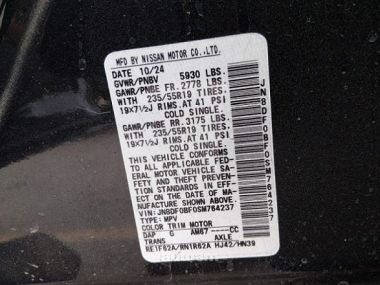 MFD BY NISSAN MOTOR CO.,LTD.
DATE 10/24
GVWR/PNBV 5930 LBS.
GAWR/PNBE FR. 2778 LBS.
WITH 235/55R19 TIRES.
19X7½J RIMS.AT 41 PSI
COLD SINGLE
GAWR/PNBE RR. 3175 LBS.
WITH 235/55R19 TIRES.
19X7½J RIMS.AT 41 PSI
COLD SINGLE
THIS VEHICLE CONFORMS
TO ALL APPLICABLE FED-
ERAL MOTOR VEHICLE SA-
FETY AND THEFT PREVEN-
TION STANDARDS IN EFF-
ECT ON THE DATE OF MA-
NUFACTURE SHOWN ABOVE.
VIN: JN8DF0BF0SM764237
TYPE: MPV
COLOR TRIM MOTOR
DAP G AM67 ---CC
TRANS AXLE
RE1F62A/RN1R62A HJ42/HN39
JN8DF0BF0SM764237